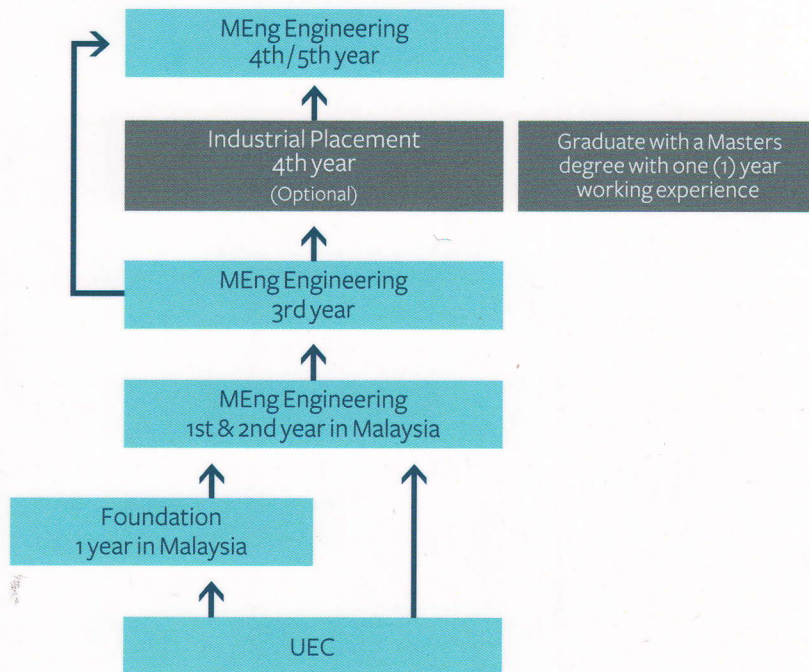 MEng Engineering
4th/5th year
Industrial Placement
4th year
(Optional)
Graduate with a Masters
degree with one (1) year
working experience
MEng Engineering
3rd year
MEng Engineering
1st & 2nd year in Malaysia
Foundation
1 year in Malaysia
UEC